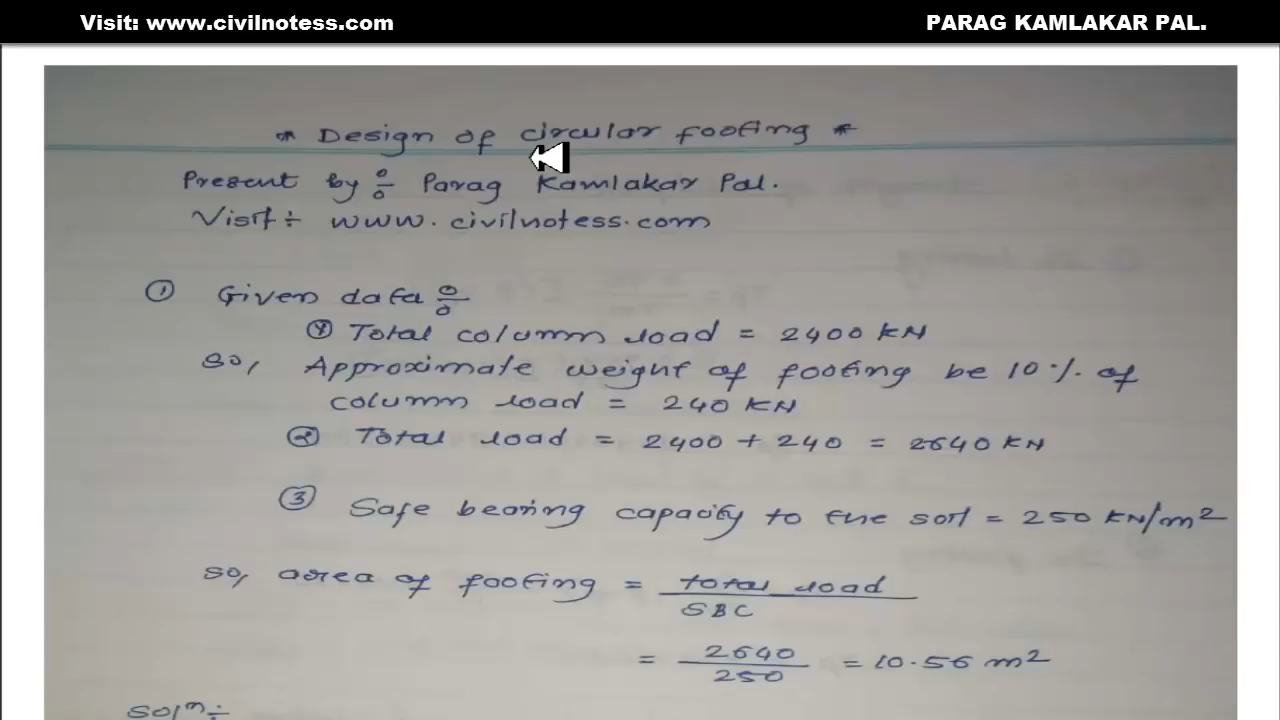 Visit: www.civilnotess.com
PARAG KAMLAKAR PAL.
* Design of circular footing *
Present by ÷ Parag Kamlakar Pal.
Visit ÷ www.civilnotess.com
① Given data ÷
① Total column load = 2400 KN
so, Approximate weight of footing be 10 % of
column load = 240 KN
② Total load = 2400 + 240 = 2640 KN
③ Safe bearing capacity to the soil = 250 KN/m²
so, area of footing = total load
SBC
= 2640
250
= 10.56 m²
Solⁿ ÷